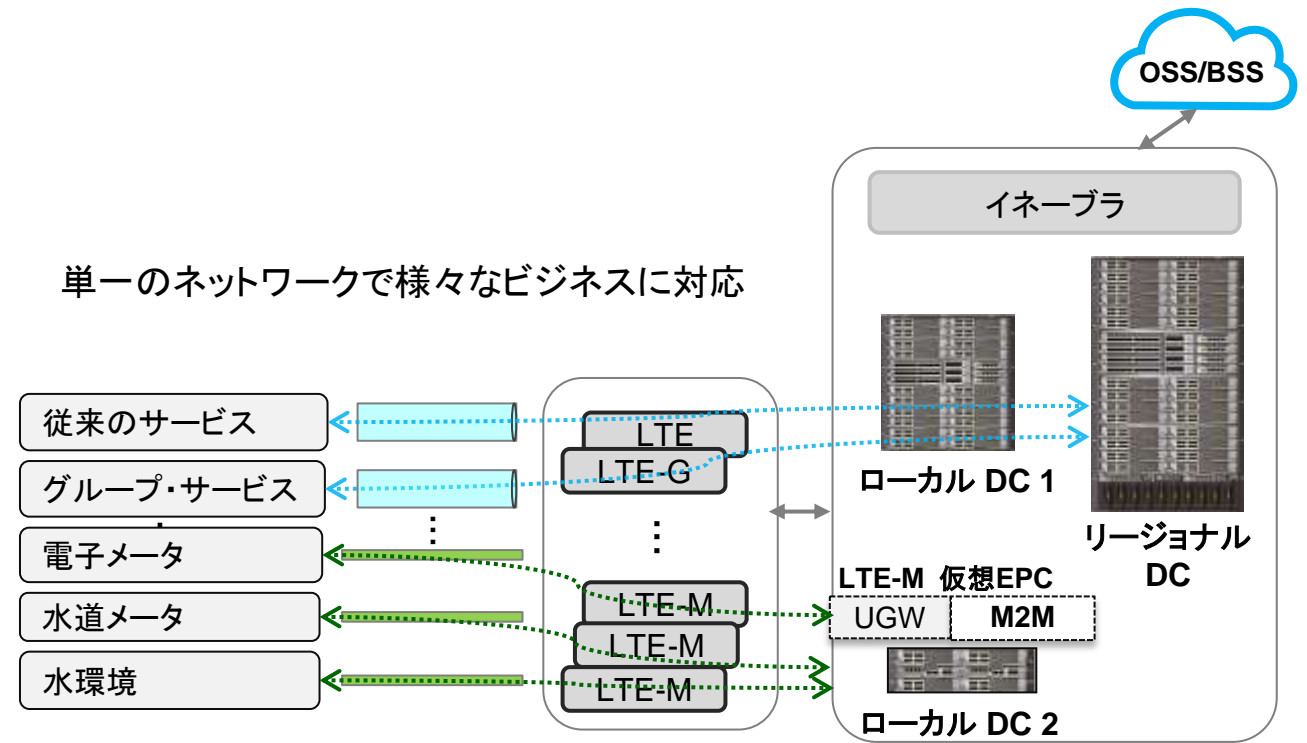 OSS/BSS
イネーブラ
単一のネットワークで様々なビジネスに対応
従来のサービス
LTE
グループ・サービス
LTE-G
ローカル DC 1
⋮
⋮
電子メータ
リージョナル
DC
LTE-M 仮想EPC
水道メータ
LTE-M
UGW
M2M
LTE-M
水環境
LTE-M
ローカル DC 2